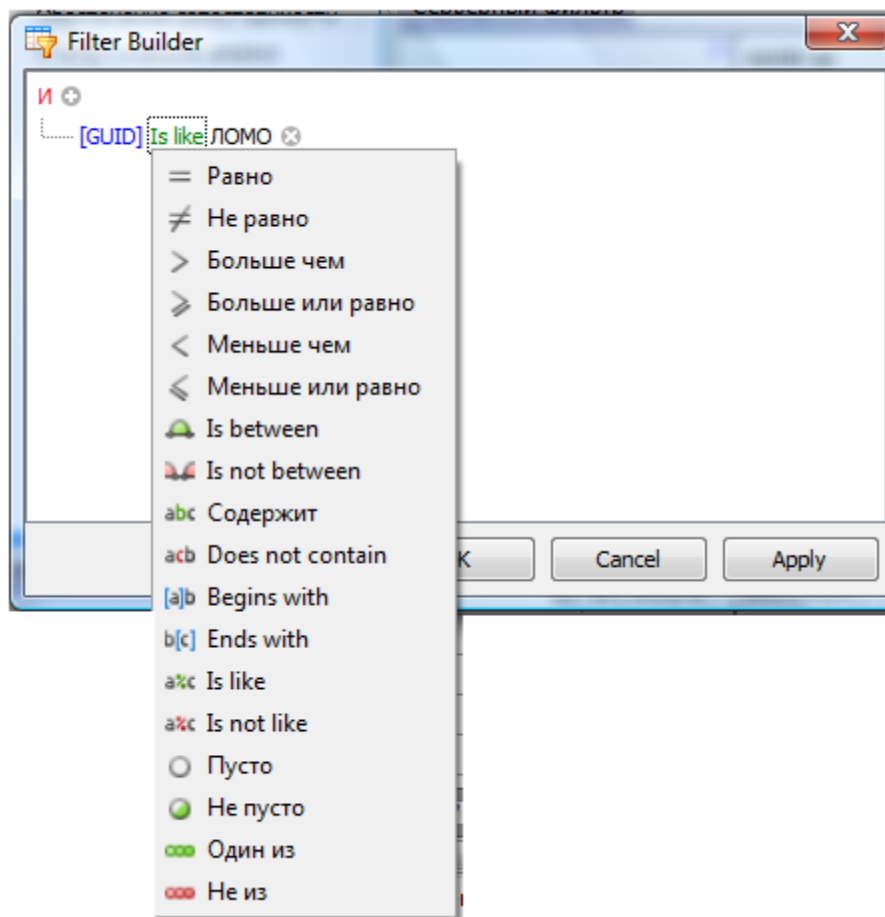 Filter Builder
И
[GUID] Is like ЛОМО
Равно
Не равно
Больше чем
Больше или равно
Меньше чем
Меньше или равно
Is between
Is not between
abc Содержит
acb Does not contain
[a]b Begins with
b[c] Ends with
a%c Is like
a%c Is not like
Пусто
Не пусто
Один из
Не из
Cancel
Apply